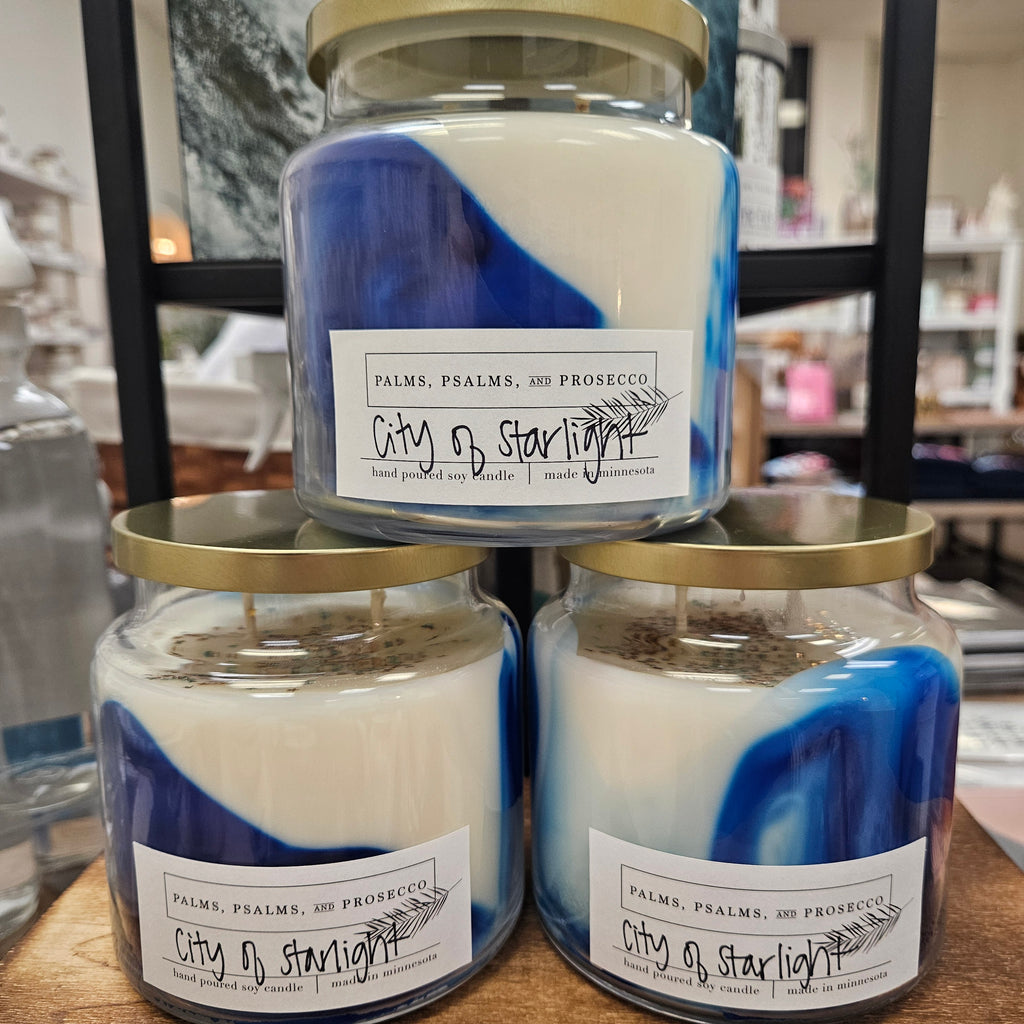 PALMS, PSALMS, AND PROSECCO
City of Starlight
hand poured soy candle | made in minnesota
PALMS, PSALMS, AND PROSECCO
City of Starlight
hand poured soy candle | made in minnesota
PALMS, PSALMS, AND PROSECCO
City of Starlight
hand poured soy candle | made in minnesota